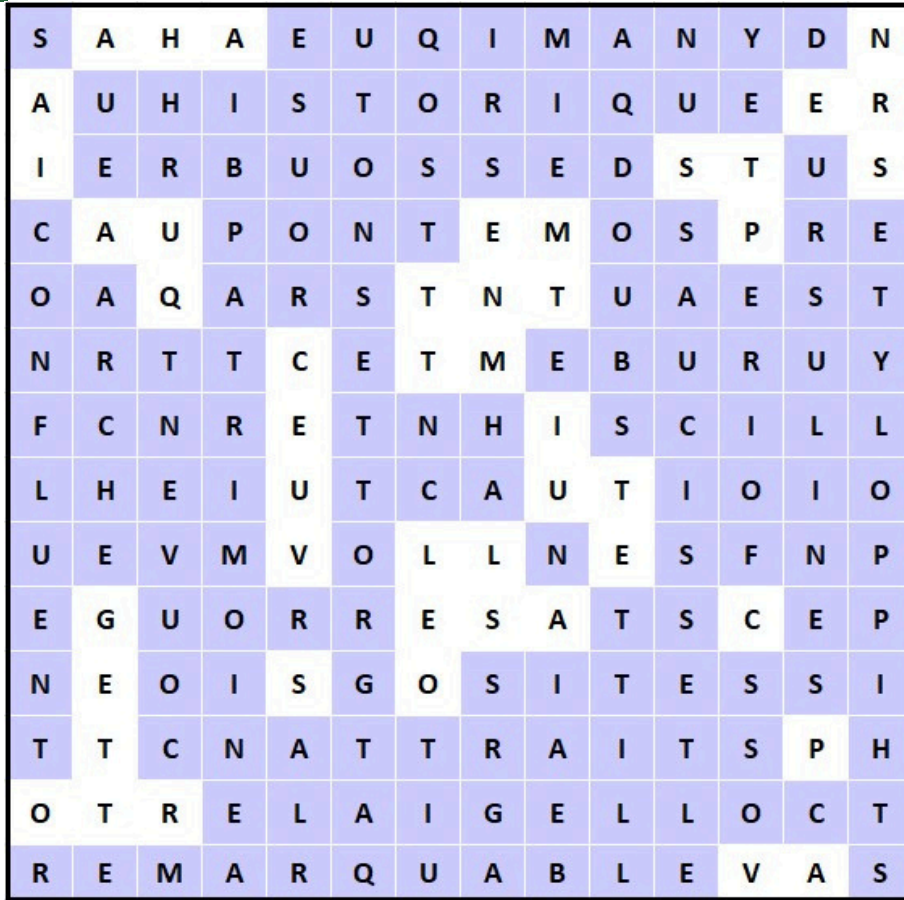 S A H A E U Q I M A N Y D N
A U H I S T O R I Q U E E R
I E R B U O S S E D S T U S
C A U P O N T E M O S P R E
O A Q A R S T N T U A E S T
N R T T C E T M E B U R U Y
F C N R E T N H I S C I L L
L H E I U T C A U T I O I O
U E V M V O L L N E S F N P
E G U O R R E S A T S C E P
N E O I S G O S I T E S S I
T T C N A T T R A I T S P H
O T R E L A I G E L L O C T
R E M A R Q U A B L E V A S